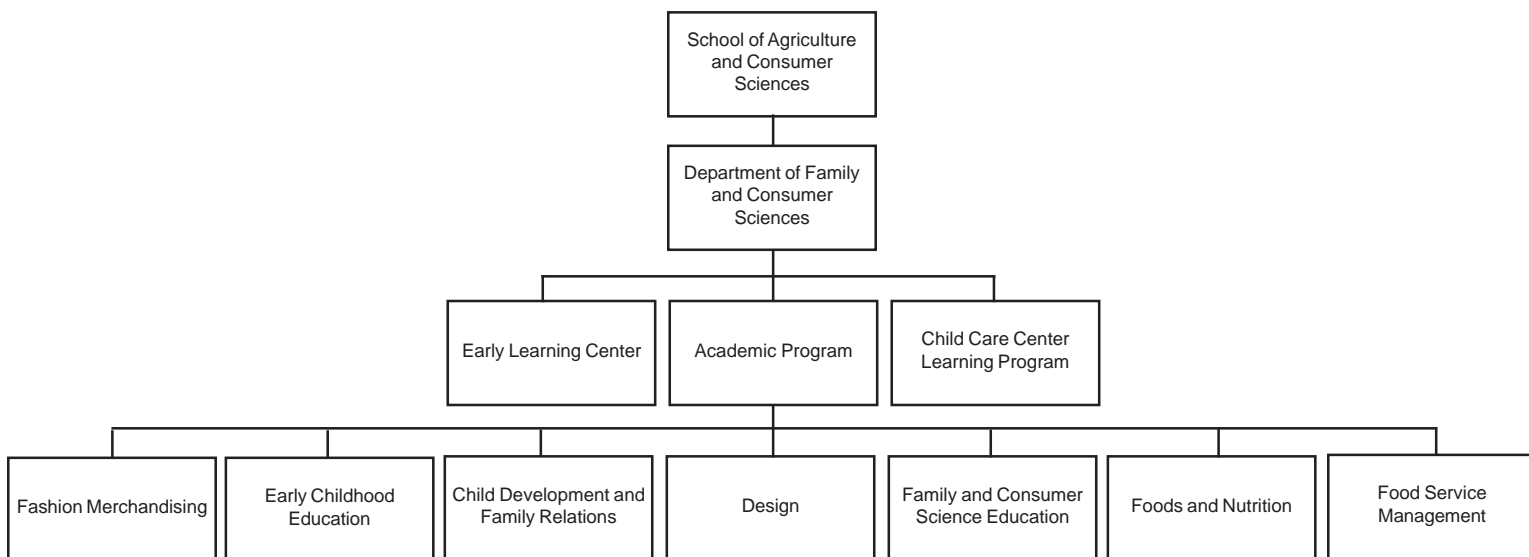 School of Agriculture
and Consumer
Sciences
Department of Family
and Consumer
Sciences
Early Learning Center
Academic Program
Child Care Center
Learning Program
Fashion Merchandising
Early Childhood
Education
Child Development and
Family Relations
Design
Family and Consumer
Science Education
Foods and Nutrition
Food Service
Management